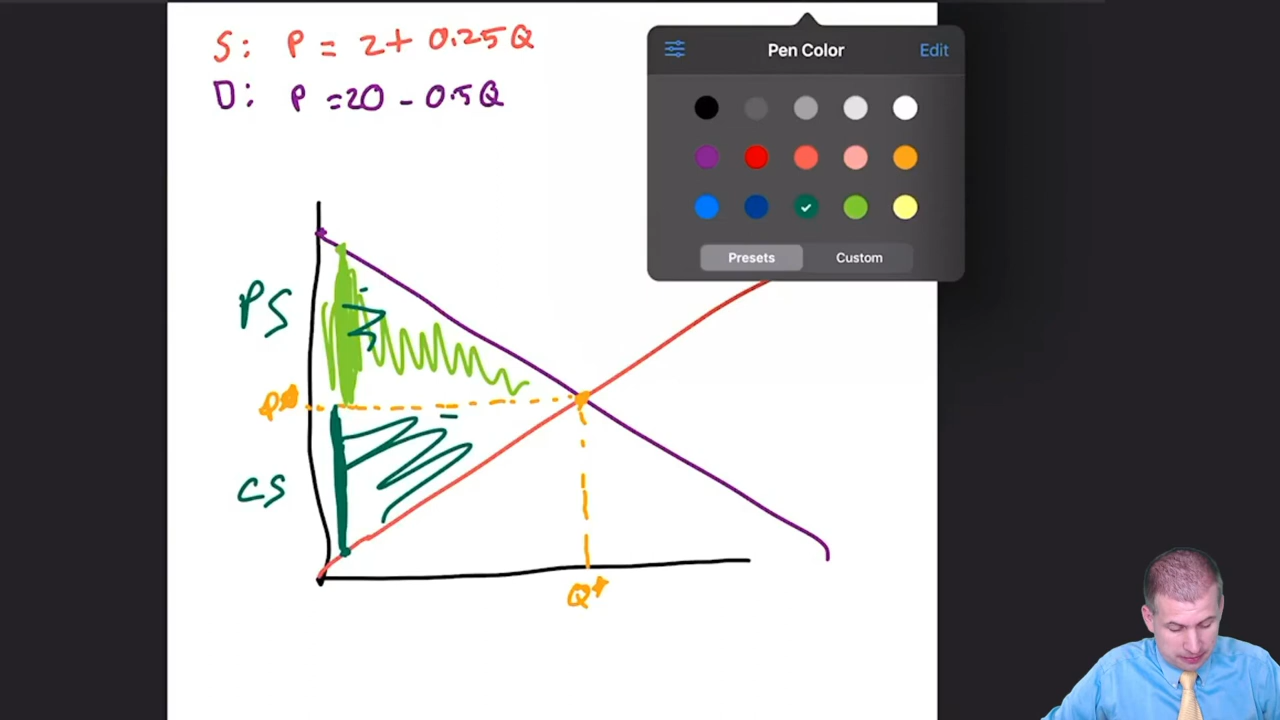 S: P = 2 + 0.25Q
D: P = 20 - 0.5Q
Pen Color
Edit
Presets
Custom
PS
P*
CS
Q*